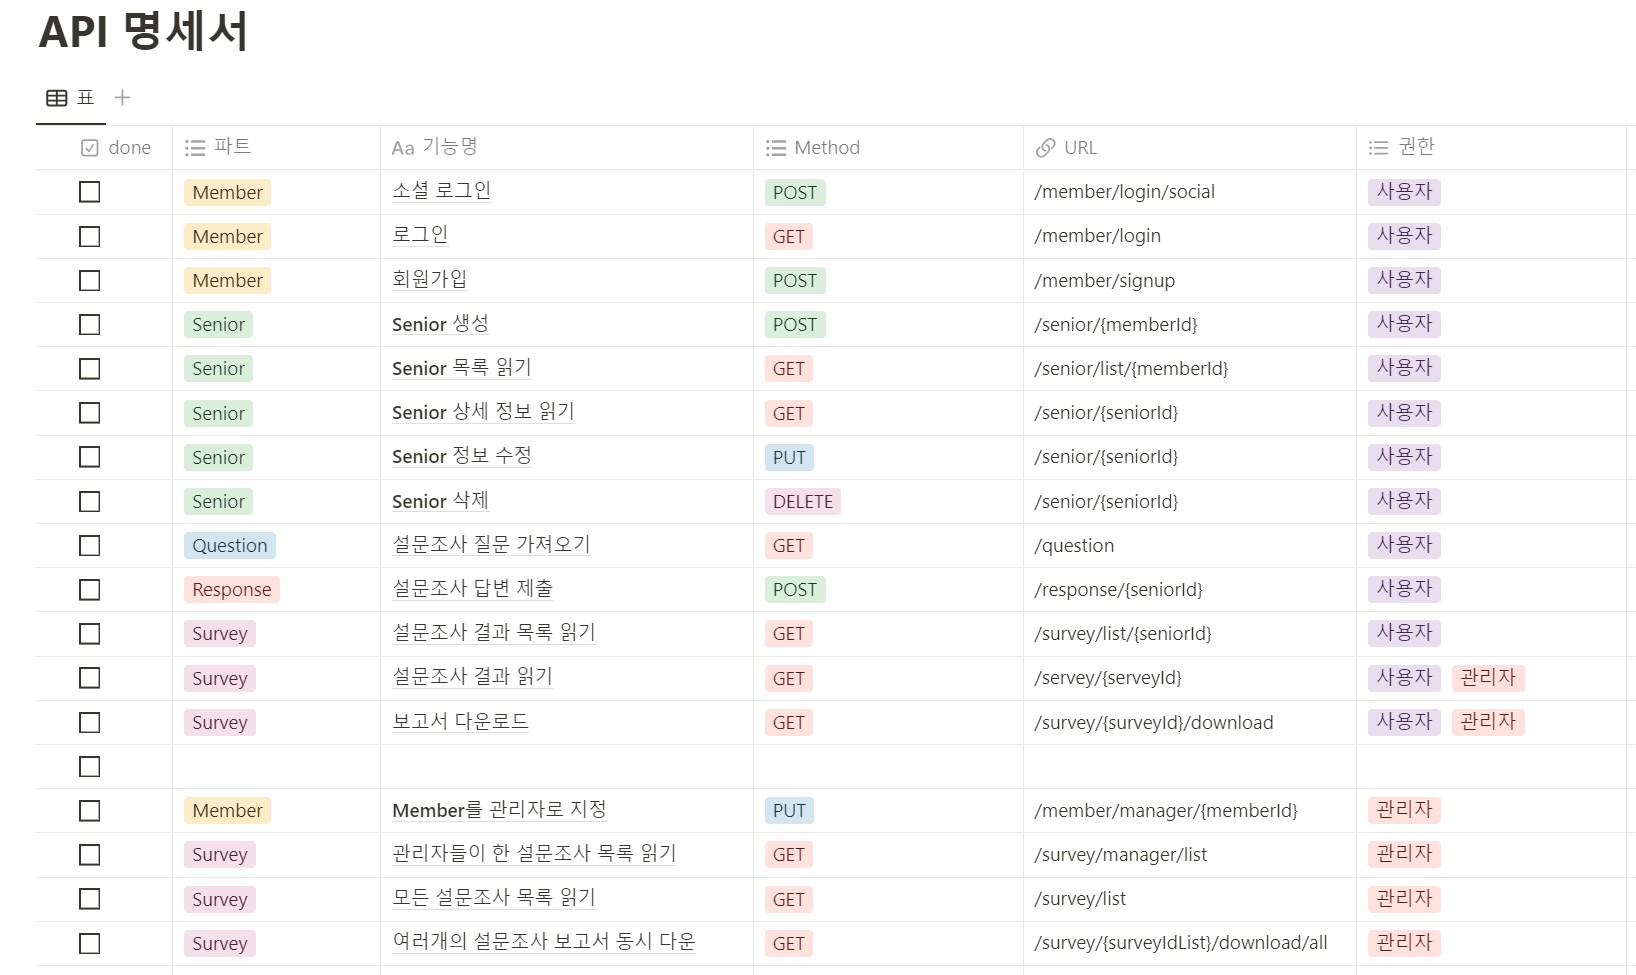 API 명세서
표
done 파트 Aa 기능명 Method URL 권한
Member 소셜 로그인 POST /member/login/social 사용자
Member 로그인 GET /member/login 사용자
Member 회원가입 POST /member/signup 사용자
Senior Senior 생성 POST /senior/{memberId} 사용자
Senior Senior 목록 읽기 GET /senior/list/{memberId} 사용자
Senior Senior 상세 정보 읽기 GET /senior/{seniorId} 사용자
Senior Senior 정보 수정 PUT /senior/{seniorId} 사용자
Senior Senior 삭제 DELETE /senior/{seniorId} 사용자
Question 설문조사 질문 가져오기 GET /question 사용자
Response 설문조사 답변 제출 POST /response/{seniorId} 사용자
Survey 설문조사 결과 목록 읽기 GET /survey/list/{seniorId} 사용자
Survey 설문조사 결과 읽기 GET /servey/{serveyId} 사용자 관리자
Survey 보고서 다운로드 GET /survey/{surveyId}/download 사용자 관리자
Member Member를 관리자로 지정 PUT /member/manager/{memberId} 관리자
Survey 관리자들이 한 설문조사 목록 읽기 GET /survey/manager/list 관리자
Survey 모든 설문조사 목록 읽기 GET /survey/list 관리자
Survey 여러개의 설문조사 보고서 동시 다운 GET /survey/{surveyIdList}/download/all 관리자